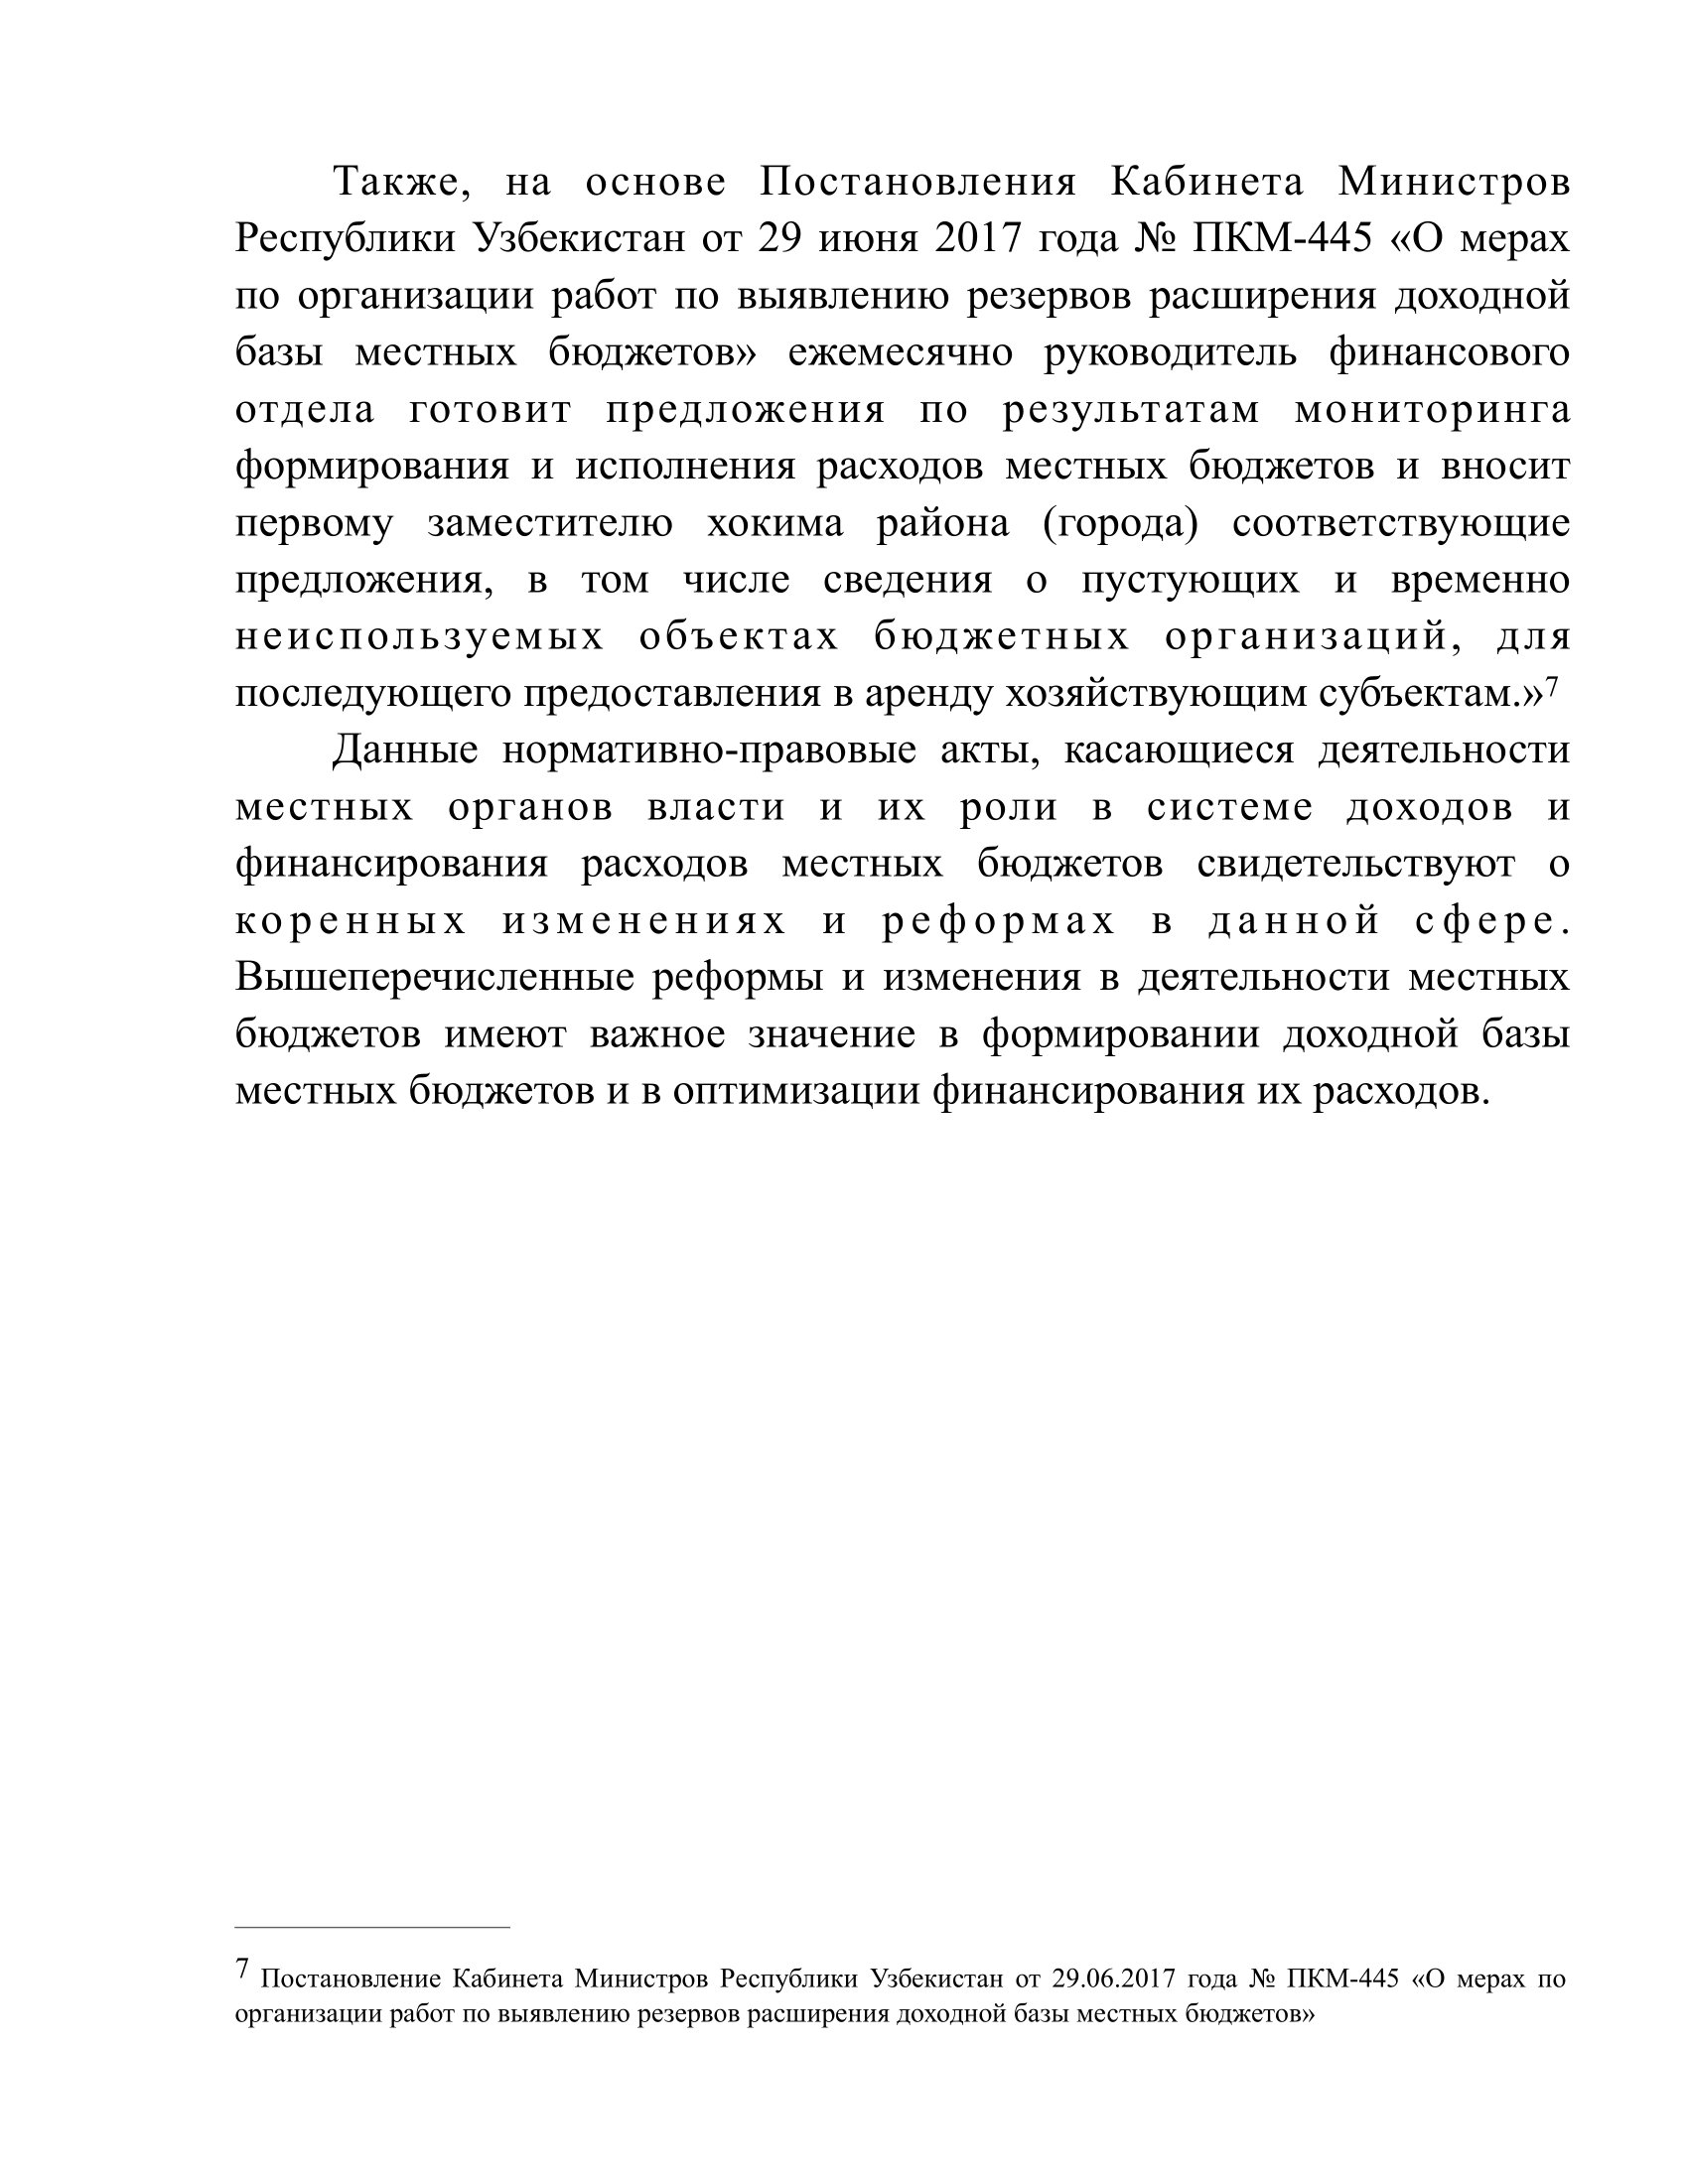 Также, на основе Постановления Кабинета Министров
Республики Узбекистан от 29 июня 2017 года № ПКМ-445 «О мерах
по организации работ по выявлению резервов расширения доходной
базы местных бюджетов» ежемесячно руководитель финансового
отдела готовит предложения по результатам мониторинга
формирования и исполнения расходов местных бюджетов и вносит
первому заместителю хокима района (города) соответствующие
предложения, в том числе сведения о пустующих и временно
неиспользуемых объектах бюджетных организаций, для
последующего предоставления в аренду хозяйствующим субъектам.»7
Данные нормативно-правовые акты, касающиеся деятельности
местных органов власти и их роли в системе доходов и
финансирования расходов местных бюджетов свидетельствуют о
коренных изменениях и реформах в данной сфере.
Вышеперечисленные реформы и изменения в деятельности местных
бюджетов имеют важное значение в формировании доходной базы
местных бюджетов и в оптимизации финансирования их расходов.
7 Постановление Кабинета Министров Республики Узбекистан от 29.06.2017 года № ПКМ-445 «О мерах по
организации работ по выявлению резервов расширения доходной базы местных бюджетов»